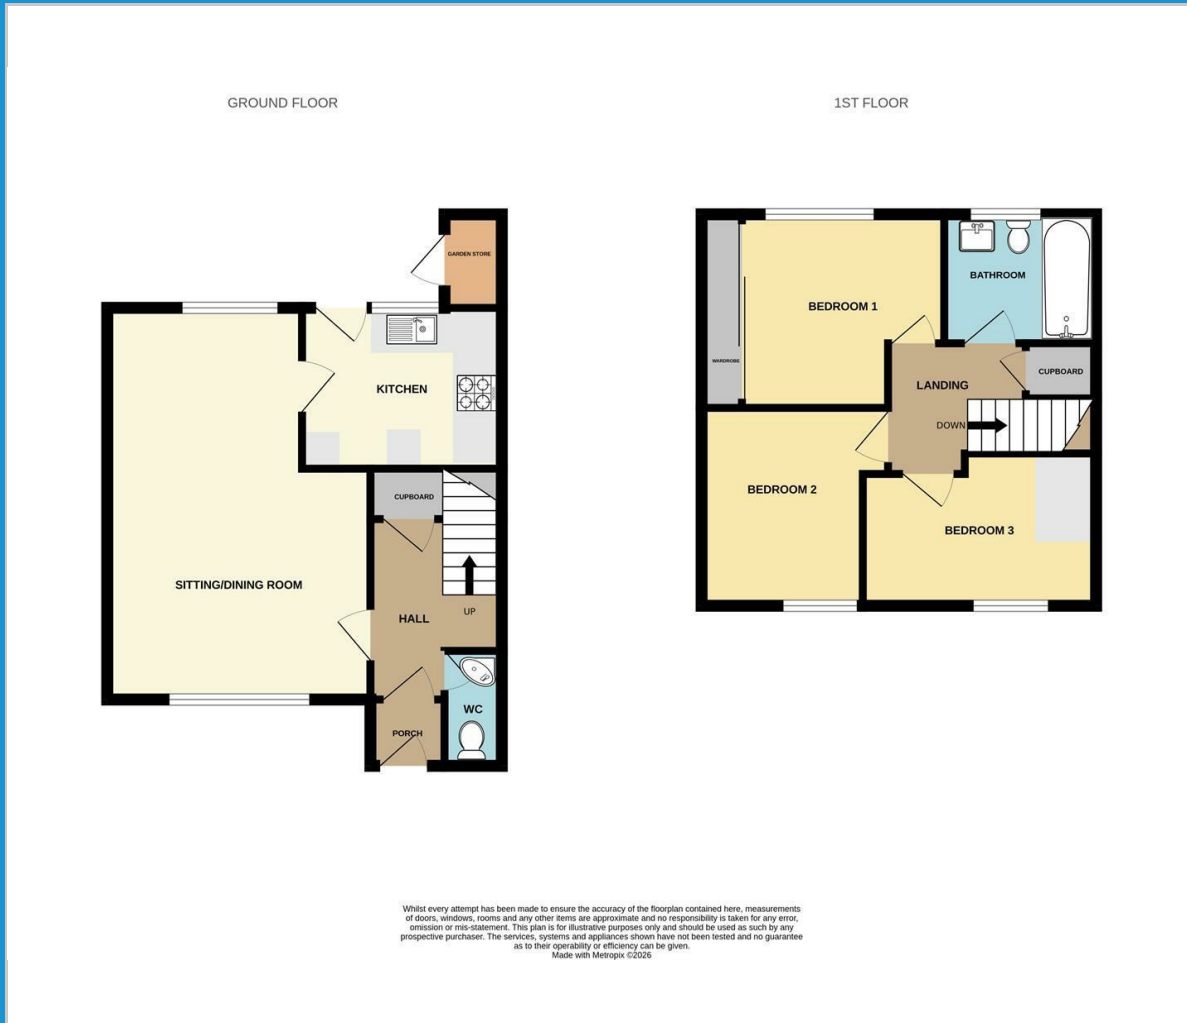 GROUND FLOOR
1ST FLOOR
GARDEN STORE
KITCHEN
CUPBOARD
SITTING/DINING ROOM
HALL
UP
WC
PORCH
BATHROOM
BEDROOM 1
WARDROBE
CUPBOARD
LANDING
DOWN
BEDROOM 2
BEDROOM 3
Whilst every attempt has been made to ensure the accuracy of the floorplan contained here, measurements
of doors, windows, rooms and any other items are approximate and no responsibility is taken for any error,
omission or mis-statement. This plan is for illustrative purposes only and should be used as such by any
prospective purchaser. The services, systems and appliances shown have not been tested and no guarantee
as to their operability or efficiency can be given.
Made with Metropix ©2026